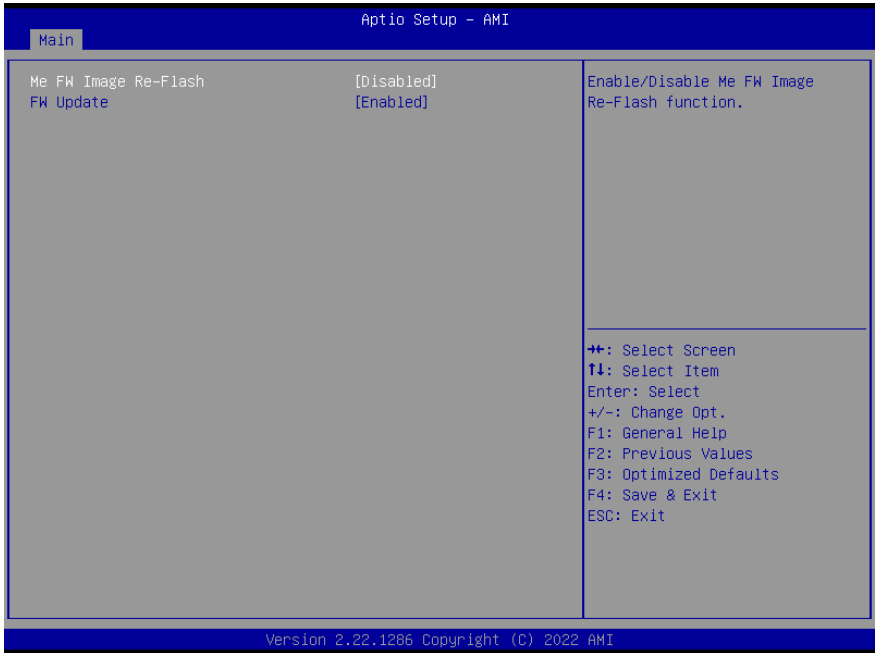 Aptio Setup – AMI
Main
Me FW Image Re–Flash [Disabled]
FW Update [Enabled]
Enable/Disable Me FW Image
Re–Flash function.
→←: Select Screen
↑↓: Select Item
Enter: Select
+/–: Change Opt.
F1: General Help
F2: Previous Values
F3: Optimized Defaults
F4: Save & Exit
ESC: Exit
Version 2.22.1286 Copyright (C) 2022 AMI